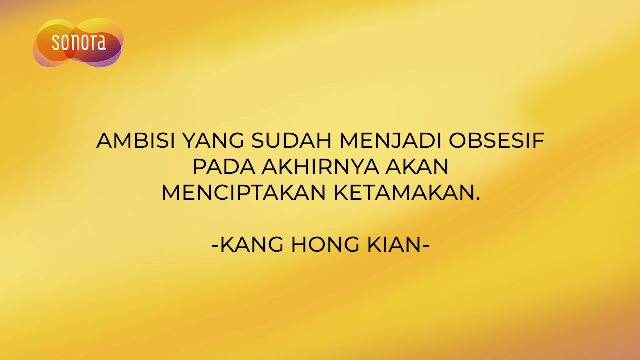 sonora
AMBISI YANG SUDAH MENJADI OBSESIF
PADA AKHIRNYA AKAN
MENCIPTAKAN KETAMAKAN.
-KANG HONG KIAN-